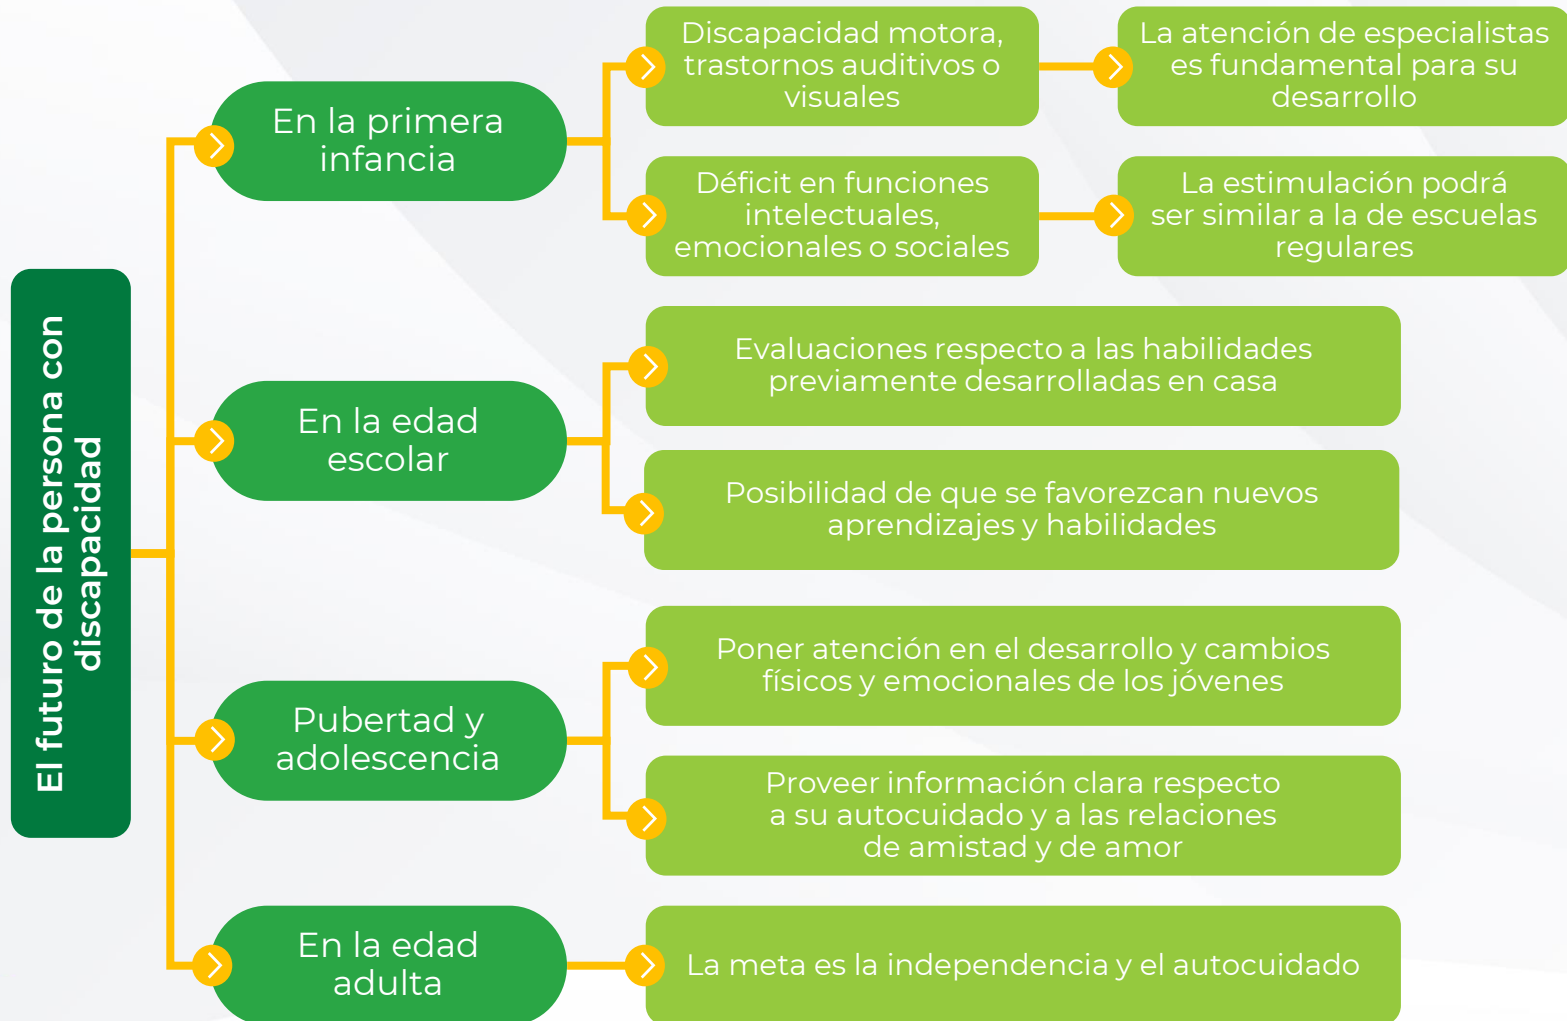 El futuro de la persona con
discapacidad
En la primera
infancia
Discapacidad motora,
trastornos auditivos o
visuales
La atención de especialistas
es fundamental para su
desarrollo
Déficit en funciones
intelectuales,
emocionales o sociales
La estimulación podrá
ser similar a la de escuelas
regulares
En la edad
escolar
Evaluaciones respecto a las habilidades
previamente desarrolladas en casa
Posibilidad de que se favorezcan nuevos
aprendizajes y habilidades
Pubertad y
adolescencia
Poner atención en el desarrollo y cambios
físicos y emocionales de los jóvenes
Proveer información clara respecto
a su autocuidado y a las relaciones
de amistad y de amor
En la edad
adulta
La meta es la independencia y el autocuidado